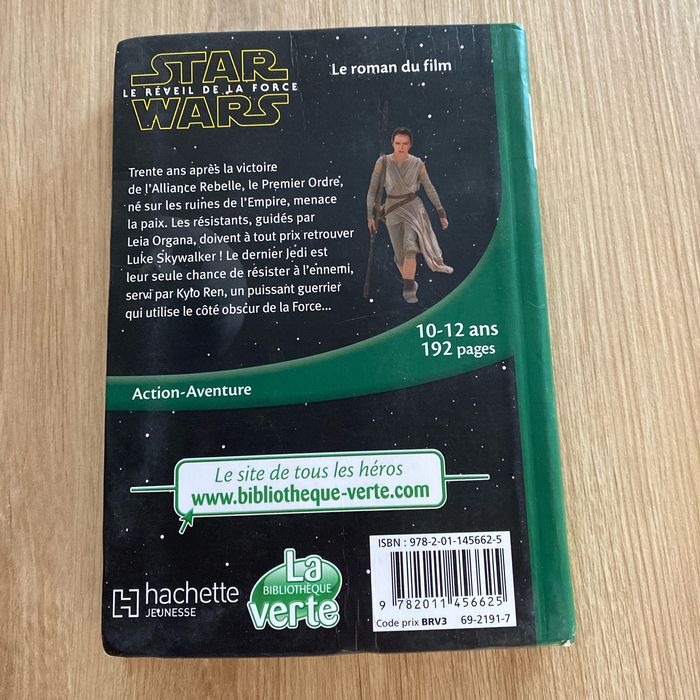 STAR
LE RÉVEIL DE LA FORCE
WARS
Le roman du film
Trente ans après la victoire
de l'Alliance Rebelle, le Premier Ordre,
né sur les ruines de l'Empire, menace
la paix. Les résistants, guidés par
Leia Organa, doivent à tout prix retrouver
Luke Skywalker ! Le dernier Jedi est
leur seule chance de résister à l'ennemi,
servi par Kylo Ren, un puissant guerrier
qui utilise le côté obscur de la Force...
10-12 ans
192 pages
Action-Aventure
Le site de tous les héros
www.bibliotheque-verte.com
hachette
JEUNESSE
La
BIBLIOTHÈQUE
verte
ISBN : 978-2-01-145662-5
9 782011 456625
Code prix BRV3 69-2191-7